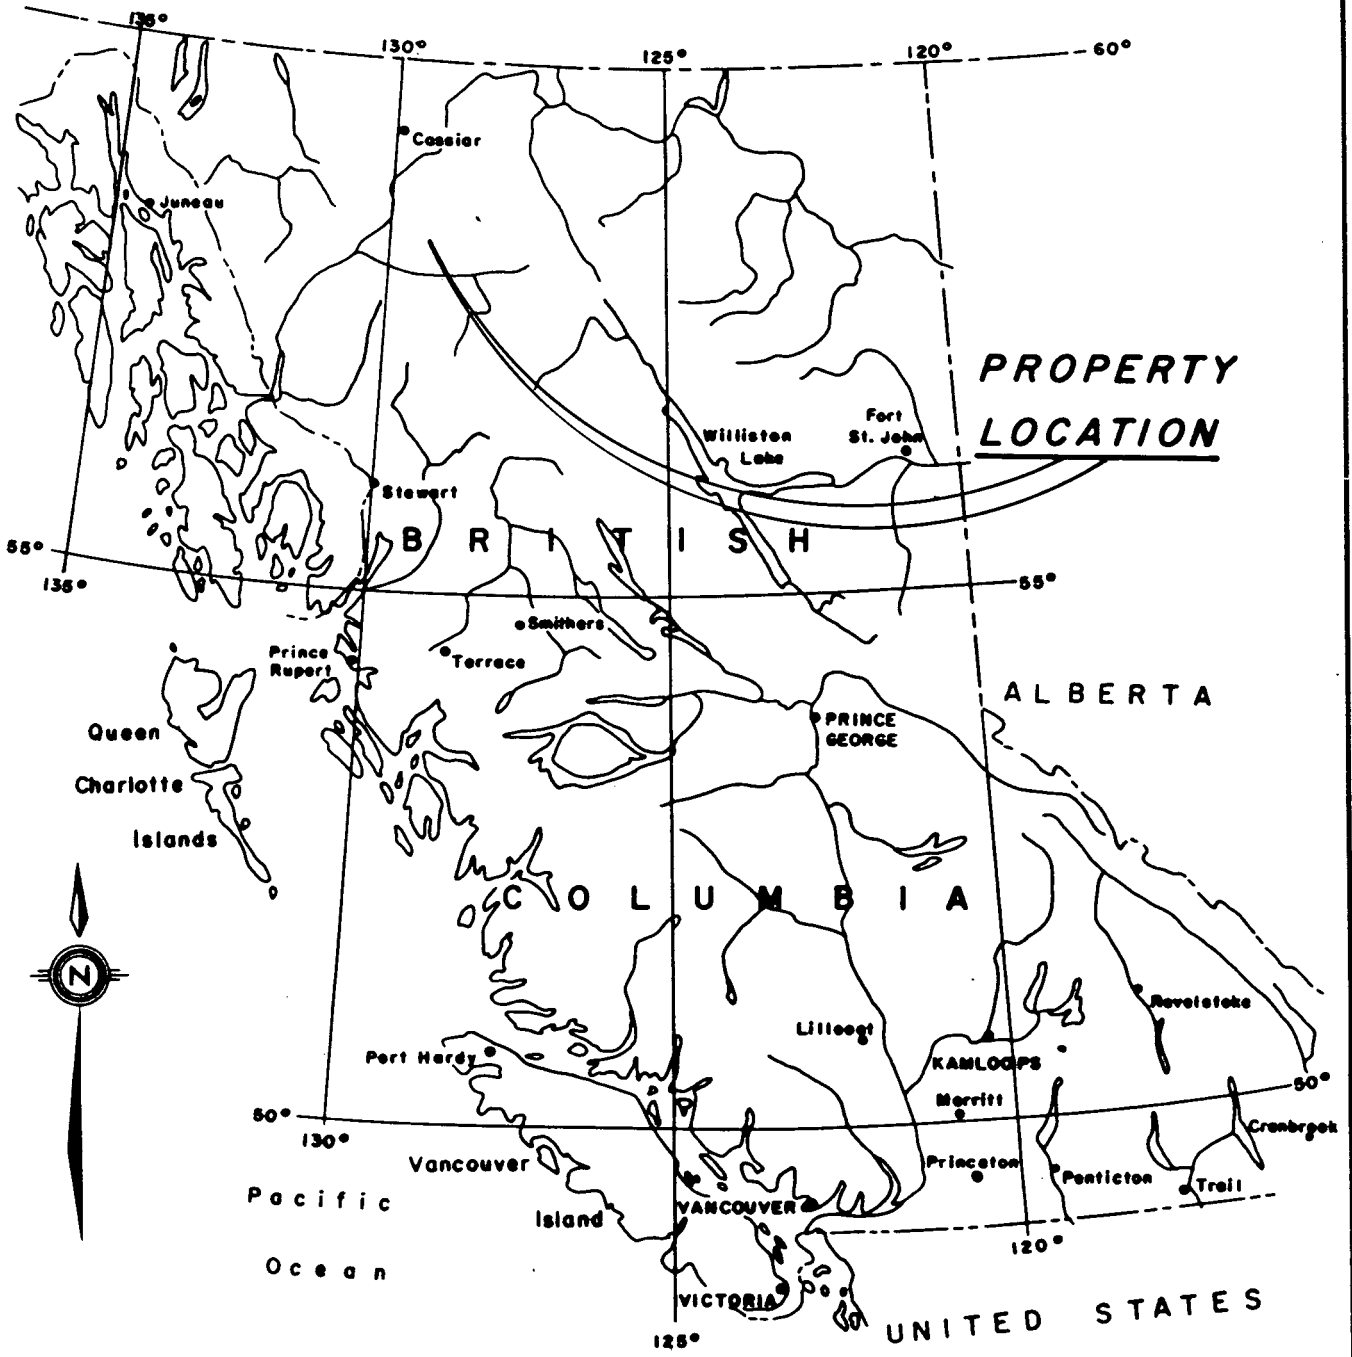 135°
130°
125°
120°
60°
Cassiar
Juneau
PROPERTY
LOCATION
Fort
St. John
Williston
Lake
Stewart
BRITISH
55°
135°
55°
Smithers
Terrace
Prince
Rupert
ALBERTA
PRINCE
GEORGE
Queen
Charlotte
Islands
COLUMBIA
N
Revelstoke
Lillooet
KAMLOOPS
Port Hardy
50°
Merritt
50°
130°
Cranbrook
Vancouver
Island
Princeton
Penticton
Trail
Pacific
Ocean
VANCOUVER
120°
VICTORIA
125°
UNITED STATES